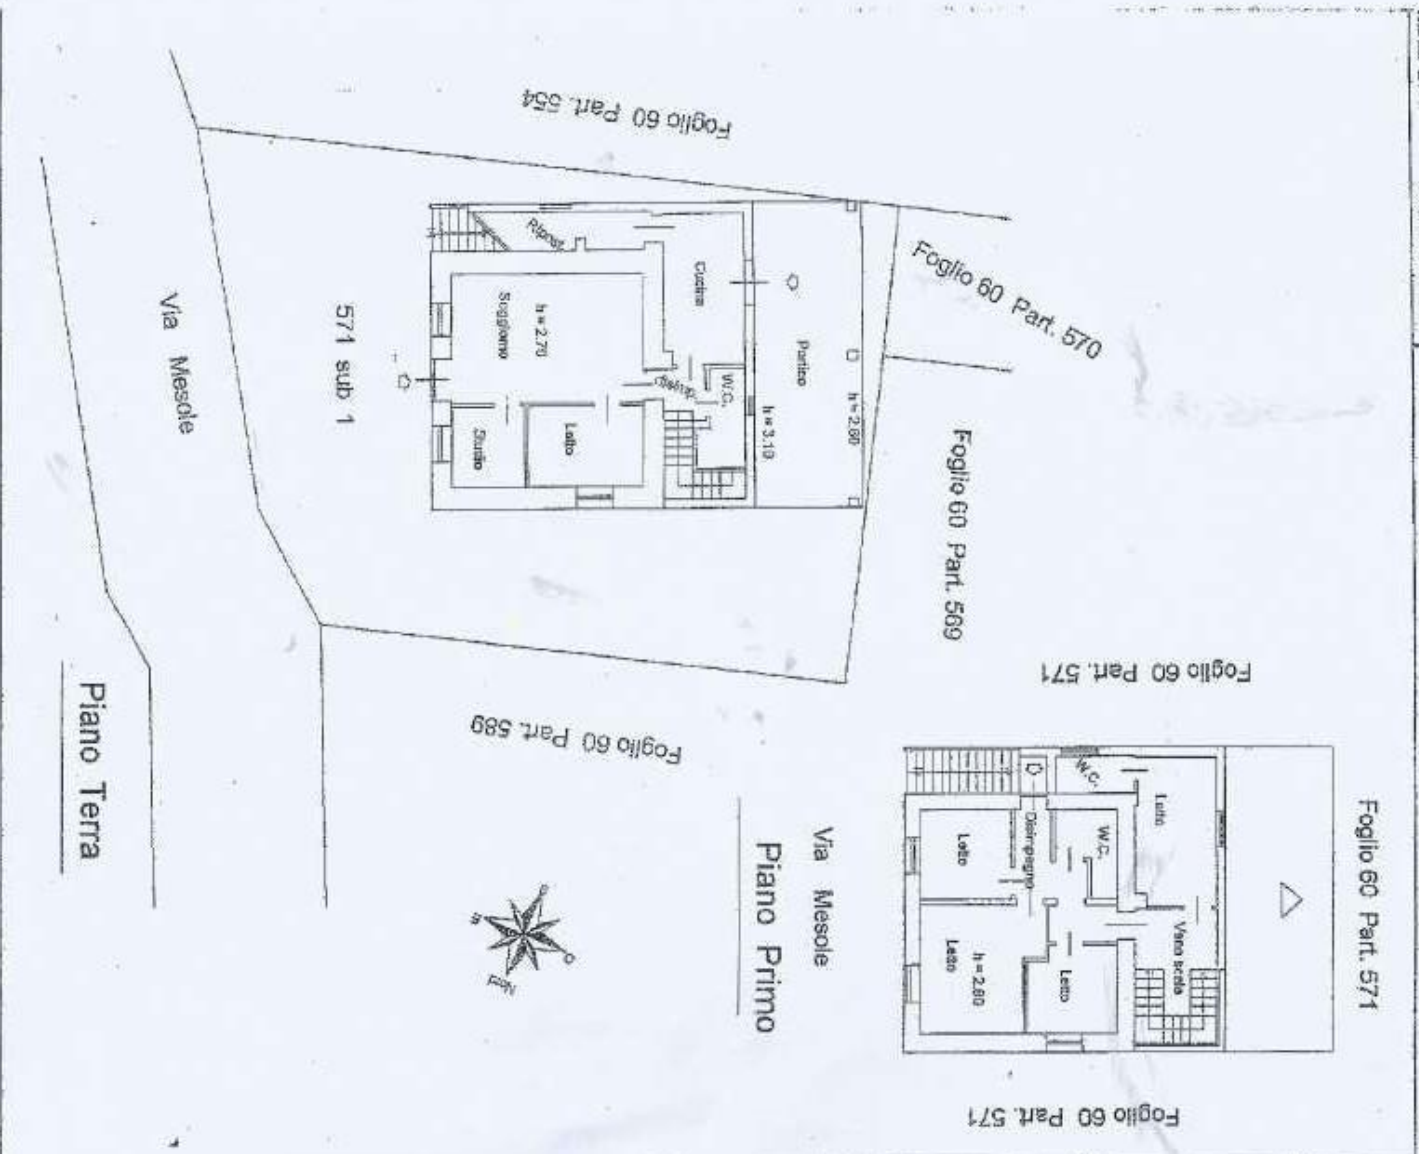 Foglio 60 Part. 554
Foglio 60 Part. 570
Foglio 60 Part. 569
Foglio 60 Part. 589
Via Mesole
571 sub 1
Ripost.
Cucina
Portico
h = 2.60
h = 3.10
W.C.
Disimp.
h = 2.70
Soggiorno
Letto
Studio
Piano Terra
Foglio 60 Part. 571
Foglio 60 Part. 571
Foglio 60 Part. 571
W.C.
Letto
W.C.
Disimpegno
Letto
Vano scala
Letto
h = 2.60
Letto
Via Mesole
Piano Primo
Nord